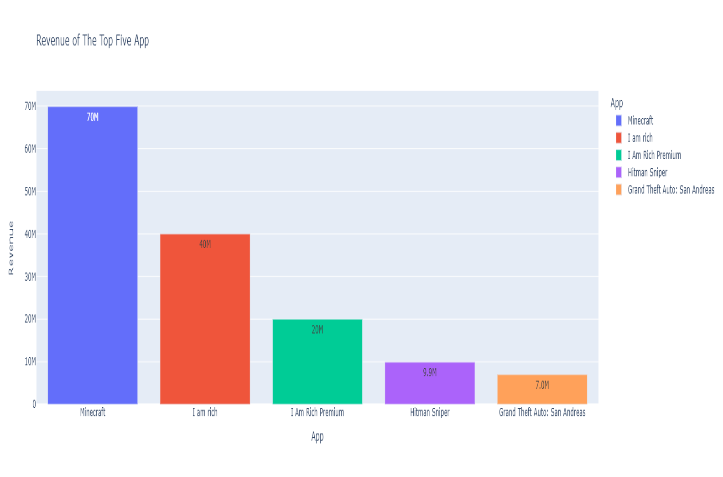 Revenue of The Top Five App
App
Minecraft
I am rich
I Am Rich Premium
Hitman Sniper
Grand Theft Auto: San Andreas
Revenue
70M
60M
50M
40M
30M
20M
10M
0
70M
40M
20M
9.9M
7.0M
Minecraft
I am rich
I Am Rich Premium
Hitman Sniper
Grand Theft Auto: San Andreas
App